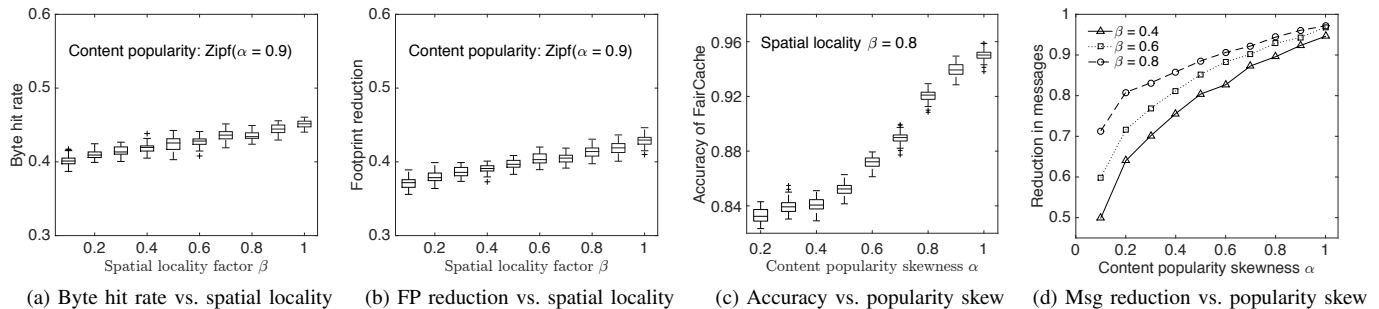 0.6
0.5
0.4
0.3
Byte hit rate
Content popularity: Zipf(α = 0.9)
0.2 0.4 0.6 0.8 1
Spatial locality factor β
(a) Byte hit rate vs. spatial locality
0.6
0.5
0.4
0.3
Footprint reduction
Content popularity: Zipf(α = 0.9)
0.2 0.4 0.6 0.8 1
Spatial locality factor β
(b) FP reduction vs. spatial locality
0.96
0.92
0.88
0.84
Accuracy of FairCache
Spatial locality β = 0.8
0.2 0.4 0.6 0.8 1
Content popularity skewness α
(c) Accuracy vs. popularity skew
1
0.9
0.8
0.7
0.6
0.5
Reduction in messages
β = 0.4
β = 0.6
β = 0.8
0 0.2 0.4 0.6 0.8 1
Content popularity skewness α
(d) Msg reduction vs. popularity skew